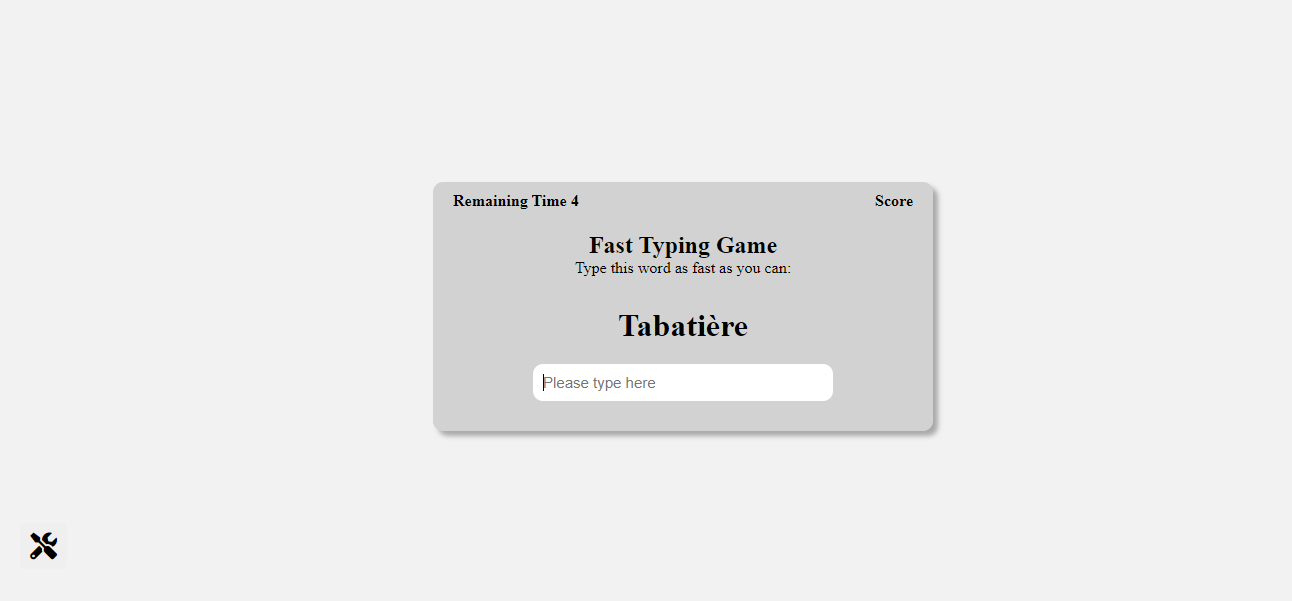 Remaining Time 4
Score
Fast Typing Game
Type this word as fast as you can:
Tabatière
Please type here